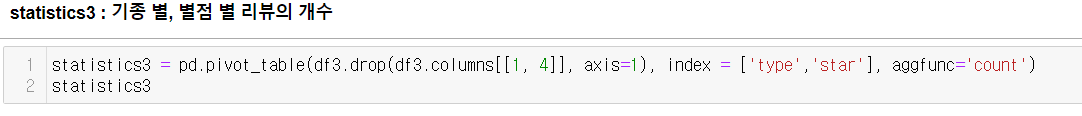 statistics3 : 기종 별, 별점 별 리뷰의 개수
1 statistics3 = pd.pivot_table(df3.drop(df3.columns[[1, 4]], axis=1), index = ['type','star'], aggfunc='count')
2 statistics3